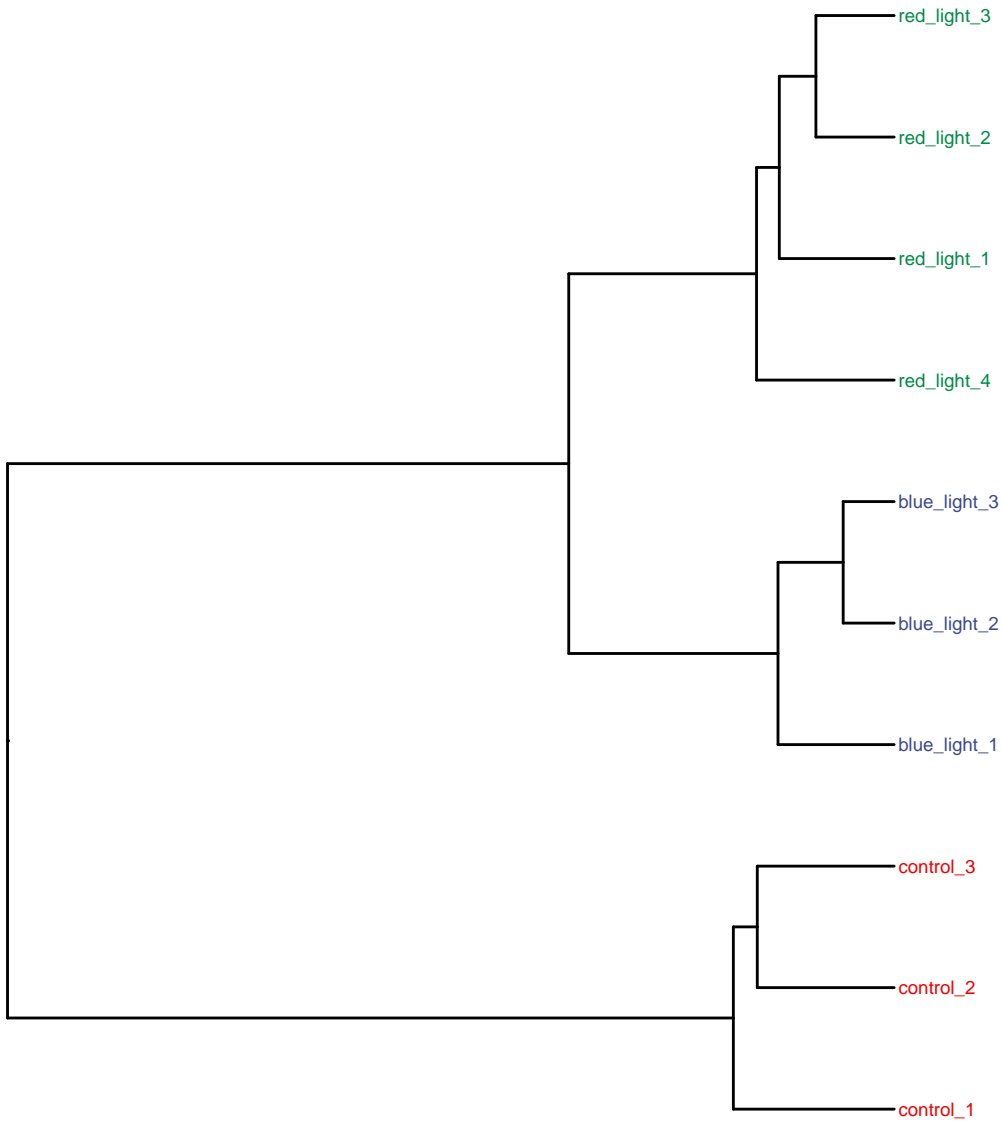 red_light_3
red_light_2
red_light_1
red_light_4
blue_light_3
blue_light_2
blue_light_1
control_3
control_2
control_1